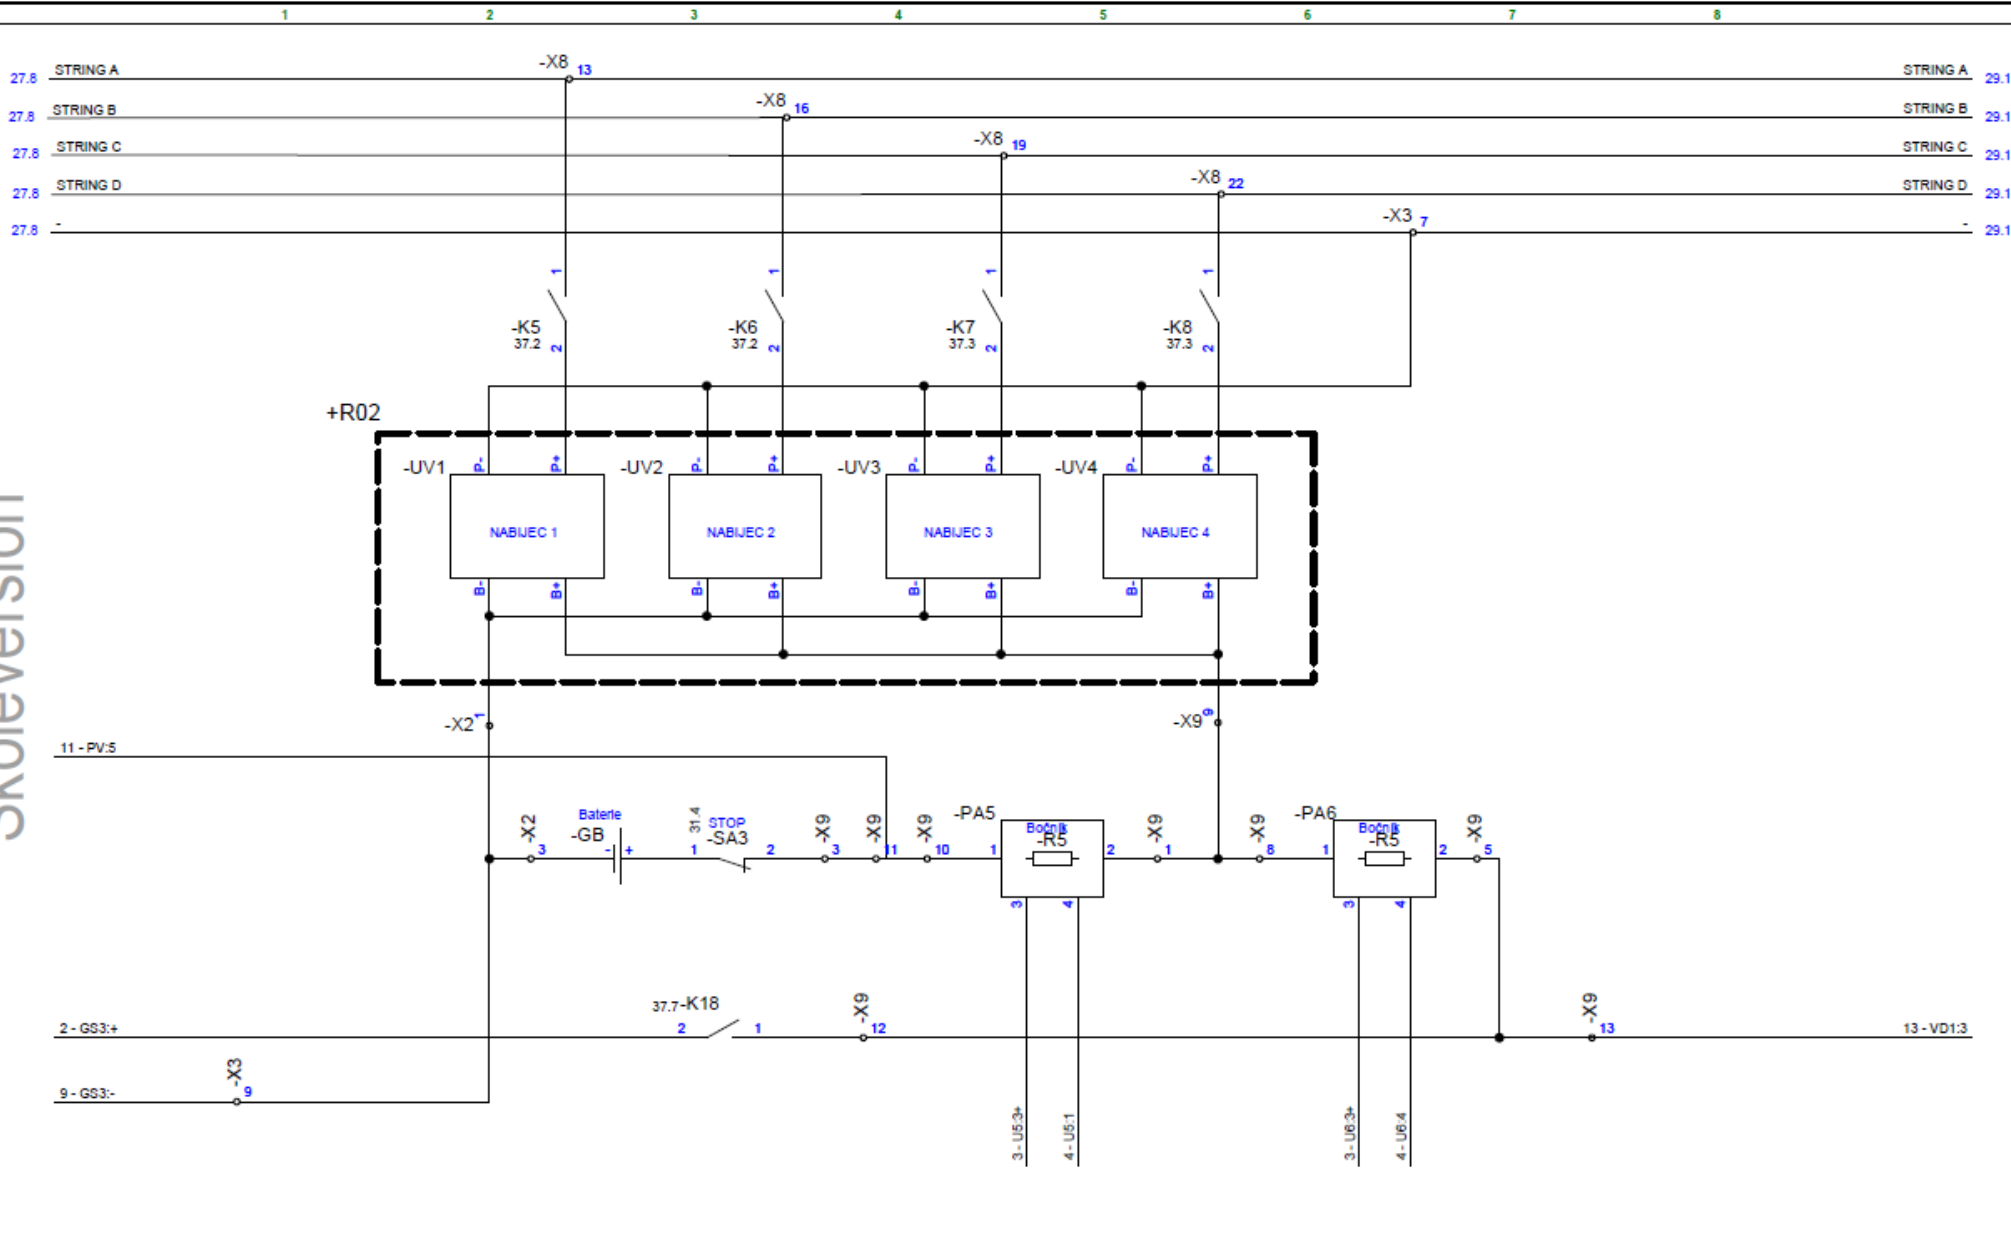 1 2 3 4 5 6 7 8
-X8 13
27.8 STRING A STRING A 29.1
-X8 16
27.8 STRING B STRING B 29.1
-X8 19
27.8 STRING C STRING C 29.1
-X8 22
27.8 STRING D STRING D 29.1
-X3 7
27.8 - - 29.1
1 1 1 1
-K5 -K6 -K7 -K8
37.2 2 37.2 2 37.3 2 37.3 2
+R02
-UV1 P- P+ -UV2 P- P+ -UV3 P- P+ -UV4 P- P+
NABIJEC 1 NABIJEC 2 NABIJEC 3 NABIJEC 4
B- B+ B- B+ B- B+ B- B+
-X2 1 -X9 9
11 - PV:5
-X2 3
Baterie
-GB
- +
31.4
STOP
-SA3
1 2
-X9 3
-X9 11
-X9 10
-PA5
Bočník
-R5
1 2
3 4
-X9 1
-X9 8
-PA6
Bočník
-R5
1 2
3 4
-X9 5
37.7 -K18
2 1
-X9 12
-X9 13
2 - GS3:+ 13 - VD1:3
-X3 9
9 - GS3:-
3 - U5:3+
4 - U5:1
3 - U6:3+
4 - U6:4
Skoleversion